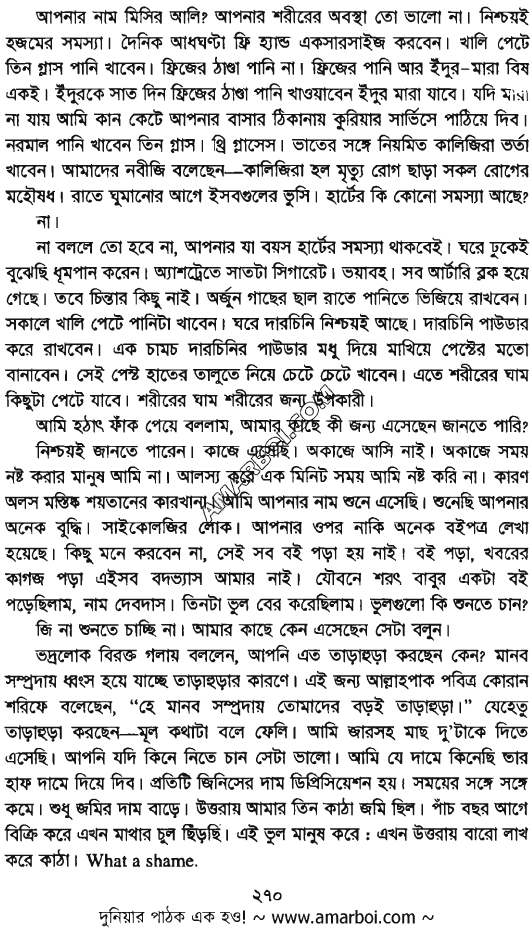 আপনার নাম মিসির আলি? আপনার শরীরের অবস্থা তো ভালো না। নিশ্চয়ই
হজমের সমস্যা। দৈনিক আধঘণ্টা ফ্রি হ্যান্ড একসারসাইজ করবেন। খালি পেটে
তিন গ্লাস পানি খাবেন। ফ্রিজের ঠাণ্ডা পানি না। ফ্রিজের পানি আর ইঁদুর-মারা বিষ
একই। ইঁদুরকে সাত দিন ফ্রিজের ঠাণ্ডা পানি খাওয়াবেন ইঁদুর মারা যাবে। যদি মারা
না যায় আমি কান কেটে আপনার বাসার ঠিকানায় কুরিয়ার সার্ভিসে পাঠিয়ে দিব।
নরমাল পানি খাবেন তিন গ্লাস। থ্রি গ্লাসেস। ভাতের সঙ্গে নিয়মিত কালিজিরা ভর্তা
খাবেন। আমাদের নবীজি বলেছেন—কালিজিরা হল মৃত্যু রোগ ছাড়া সকল রোগের
মহৌষধ। রাতে ঘুমানোর আগে ইসবগুলের ভুসি। হার্টের কি কোনো সমস্যা আছে?
না।
না বললে তো হবে না, আপনার যা বয়স হার্টের সমস্যা থাকবেই। ঘরে ঢুকেই
বুঝেছি ধূমপান করেন। অ্যাশট্রেতে সাতটা সিগারেট। ভয়াবহ। সব আর্টারি ব্লক হয়ে
গেছে। তবে চিন্তার কিছু নাই। অর্জুন গাছের ছাল রাতে পানিতে ভিজিয়ে রাখবেন।
সকালে খালি পেটে পানিটা খাবেন। ঘরে দারচিনি নিশ্চয়ই আছে। দারচিনি পাউডার
করে রাখবেন। এক চামচ দারচিনির পাউডার মধু দিয়ে মাখিয়ে পেস্টের মতো
বানাবেন। সেই পেস্ট হাতের তালুতে নিয়ে চেটে চেটে খাবেন। এতে শরীরের ঘাম
কিছুটা পেটে যাবে। শরীরের ঘাম শরীরের জন্য উপকারী।
আমি হঠাৎ ফাঁক পেয়ে বললাম, আমার কাছে কী জন্য এসেছেন জানতে পারি?
নিশ্চয়ই জানতে পারেন। কাজে এসেছি। অকাজে আসি নাই। অকাজে সময়
নষ্ট করার মানুষ আমি না। আলস্য করে এক মিনিট সময় আমি নষ্ট করি না। কারণ
অলস মস্তিষ্ক শয়তানের কারখানা। আমি আপনার নাম শুনে এসেছি। শুনেছি আপনার
অনেক বুদ্ধি। সাইকোলজির লোক। আপনার ওপর নাকি অনেক বইপত্র লেখা
হয়েছে। কিছু মনে করবেন না, সেই সব বই পড়া হয় নাই। বই পড়া, খবরের
কাগজ পড়া এইসব বদভ্যাস আমার নাই। যৌবনে শরৎ বাবুর একটা বই
পড়েছিলাম, নাম দেবদাস। তিনটা ভুল বের করেছিলাম। ভুলগুলো কি শুনতে চান?
জি না শুনতে চাচ্ছি না। আমার কাছে কেন এসেছেন সেটা বলুন।
ভদ্রলোক বিরক্ত গলায় বললেন, আপনি এত তাড়াহুড়া করছেন কেন? মানব
সম্প্রদায় ধ্বংস হয়ে যাচ্ছে তাড়াহুড়ার কারণে। এই জন্য আল্লাহপাক পবিত্র কোরান
শরিফে বলেছেন, “হে মানব সম্প্রদায় তোমাদের বড়ই তাড়াহুড়া।” যেহেতু
তাড়াহুড়া করছেন—মূল কথাটা বলে ফেলি। আমি জারসহ মাছ দু'টাকে দিতে
এসেছি। আপনি যদি কিনে নিতে চান সেটা ভালো। আমি যে দামে কিনেছি তার
হাফ দামে দিয়ে দিব। প্রতিটি জিনিসের দাম ডিপ্রিসিয়েশন হয়। সময়ের সঙ্গে সঙ্গে
কমে। শুধু জমির দাম বাড়ে। উত্তরায় আমার তিন কাঠা জমি ছিল। পাঁচ বছর আগে
বিক্রি করে এখন মাথার চুল ছিঁড়ছি। এই ভুল মানুষ করে : এখন উত্তরায় বারো লাখ
করে কাঠা। What a shame.
AMARBOI.COM
২৭০
দুনিয়ার পাঠক এক হও! ~ www.amarboi.com ~